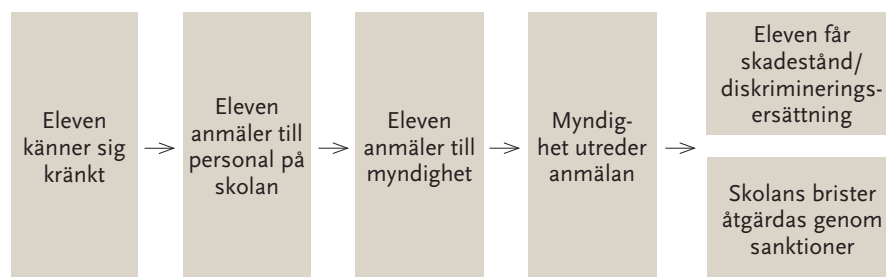 Eleven
känner sig
kränkt
Eleven
anmäler till
personal på
skolan
Eleven
anmäler till
myndighet
Myndig-
het utreder
anmälan
Eleven får
skadestånd/
diskriminerings-
ersättning
Skolans brister
åtgärdas genom
sanktioner